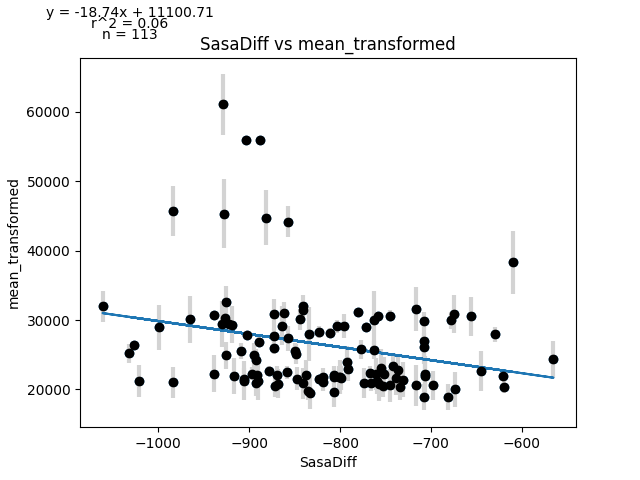 y = -18.74x + 11100.71
r^2 = 0.06
n = 113
SasaDiff vs mean_transformed
60000
50000
40000
30000
20000
mean_transformed
−1000
−900
−800
−700
−600
SasaDiff